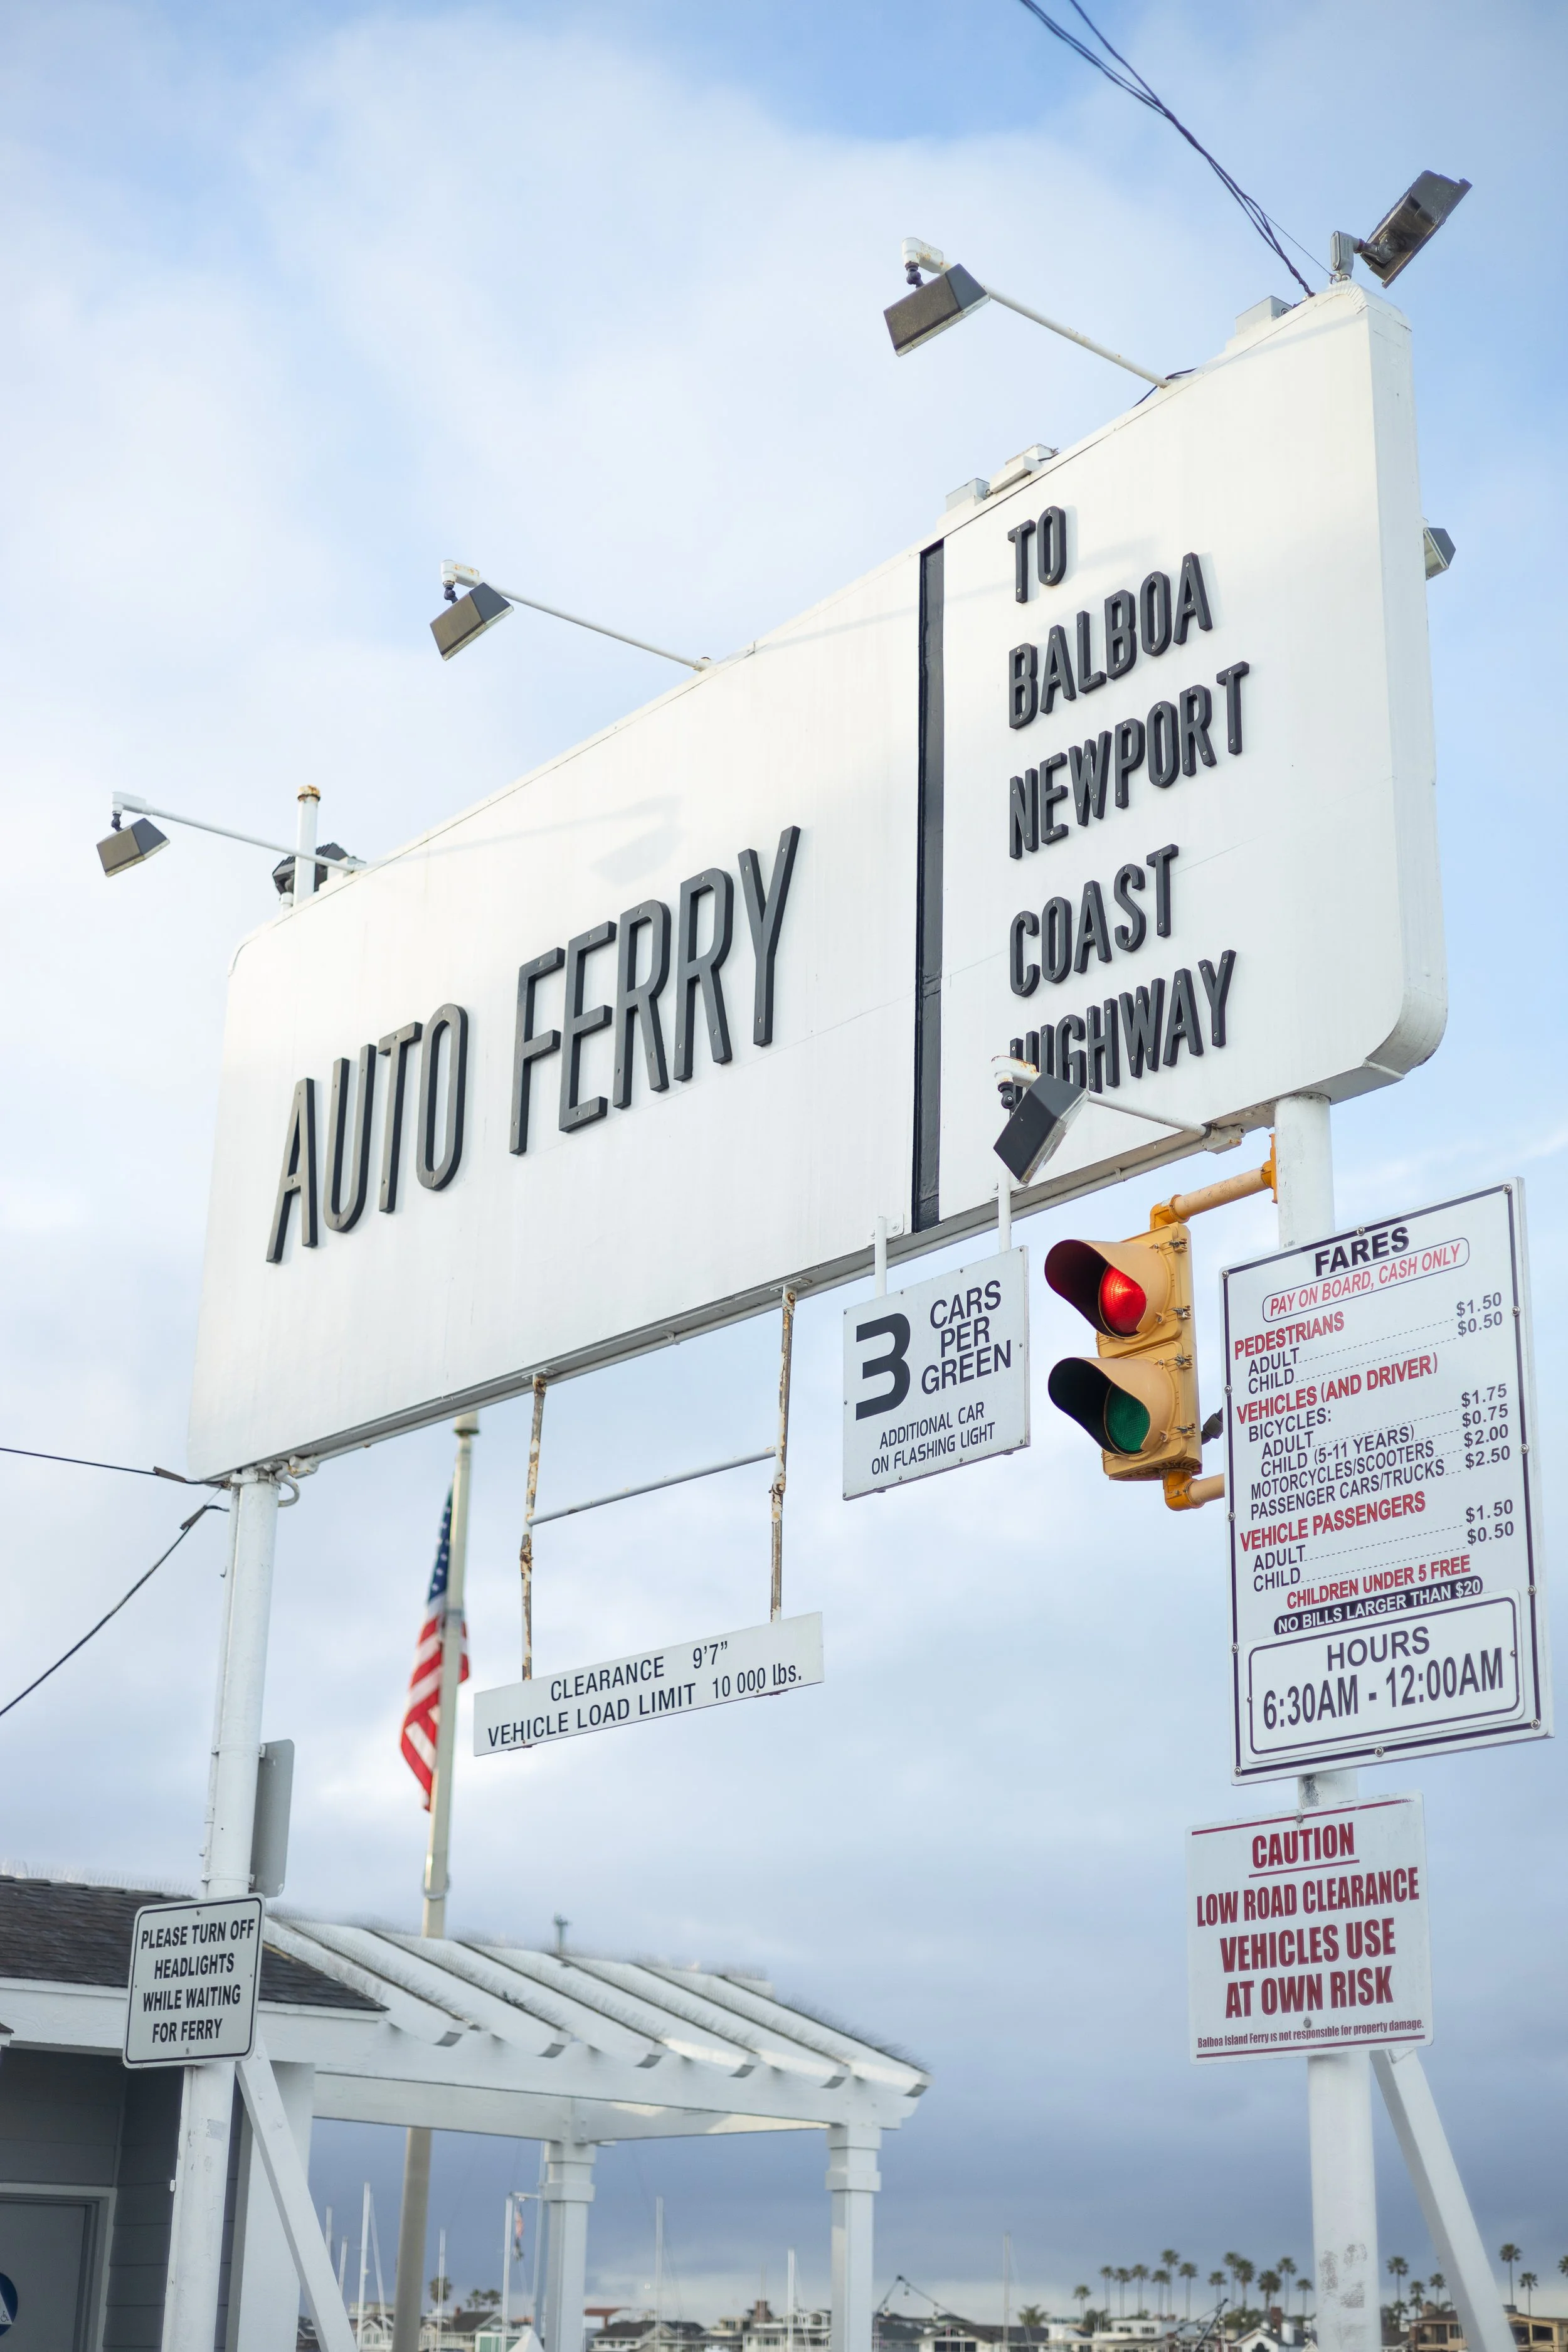 AUTO FERRY
TO
BALBOA
NEWPORT
COAST
HIGHWAY
3 CARS
PER
GREEN
ADDITIONAL CAR
ON FLASHING LIGHT
CLEARANCE 9'7"
VEHICLE LOAD LIMIT 10 000 lbs.
FARES
PAY ON BOARD, CASH ONLY
PEDESTRIANS
ADULT $1.50
CHILD $0.50
VEHICLES (AND DRIVER)
BICYCLES:
ADULT $1.75
CHILD (5-11 YEARS) $0.75
MOTORCYCLES/SCOOTERS $2.00
PASSENGER CARS/TRUCKS $2.50
VEHICLE PASSENGERS
ADULT $1.50
CHILD $0.50
CHILDREN UNDER 5 FREE
NO BILLS LARGER THAN $20
HOURS
6:30AM - 12:00AM
CAUTION
LOW ROAD CLEARANCE
VEHICLES USE
AT OWN RISK
Balboa Island Ferry is not responsible for property damage.
PLEASE TURN OFF
HEADLIGHTS
WHILE WAITING
FOR FERRY